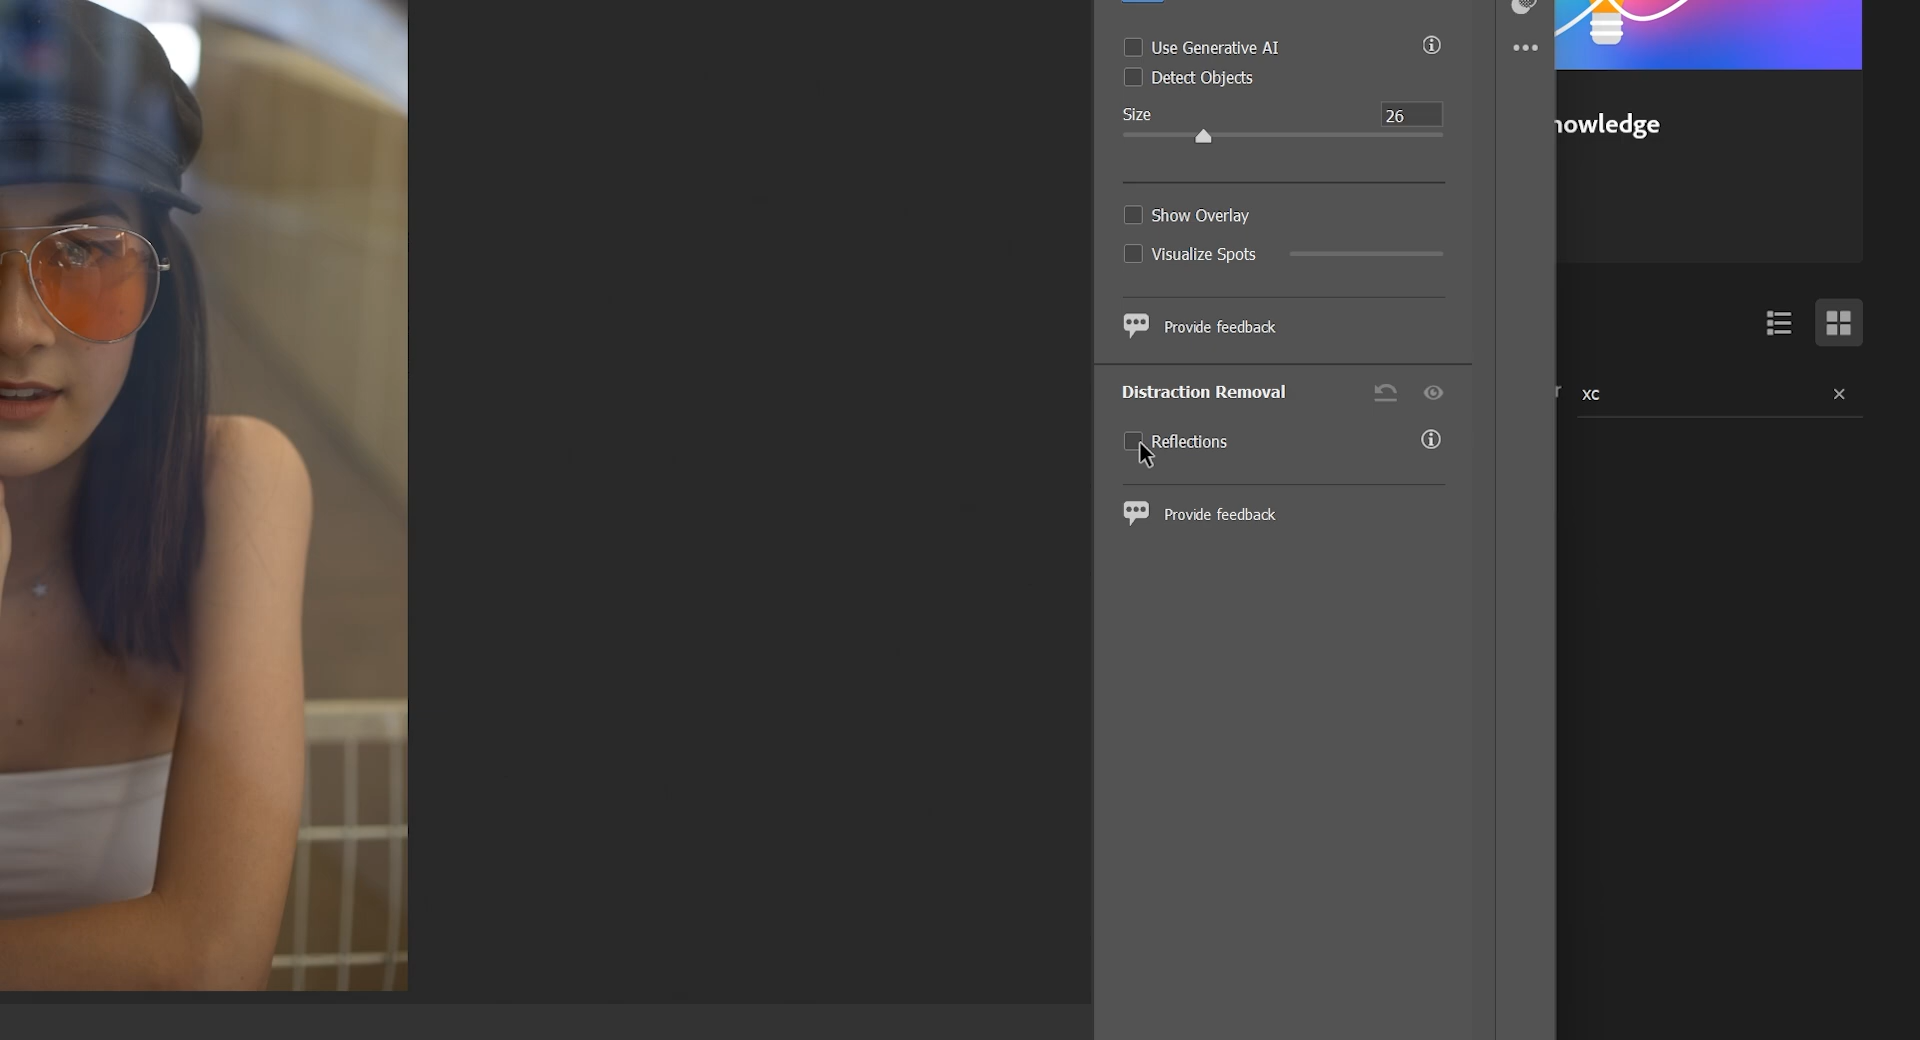 Use Generative AI
Detect Objects
Size
26
nowledge
Show Overlay
Visualize Spots
Provide feedback
Distraction Removal
xc
Reflections
Provide feedback